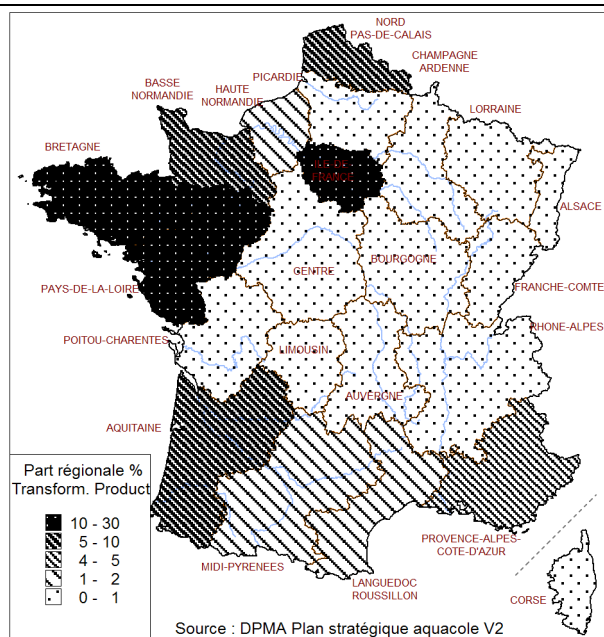 NORD
PAS-DE-CALAIS
CHAMPAGNE
ARDENNE
PICARDIE
HAUTE
NORMANDIE
BASSE
NORMANDIE
LORRAINE
BRETAGNE
ILE DE
FRANCE
ALSACE
BOURGOGNE
CENTRE
PAYS-DE-LA-LOIRE
FRANCHE-COMTE
RHONE-ALPES
POITOU-CHARENTES
LIMOUSIN
AUVERGNE
AQUITAINE
PROVENCE-ALPES-
COTE-D'AZUR
MIDI-PYRENEES
LANGUEDOC
ROUSSILLON
CORSE
Part régionale %
Transform. Product
10 - 30
5 - 10
4 - 5
1 - 2
0 - 1
Source : DPMA Plan stratégique aquacole V2